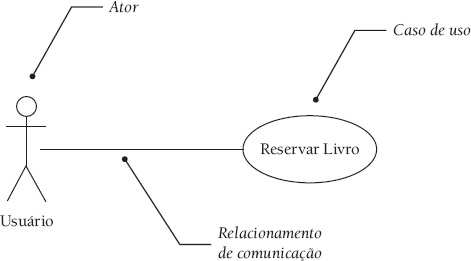 Ator
Caso de uso
Reservar Livro
Usuário
Relacionamento
de comunicação